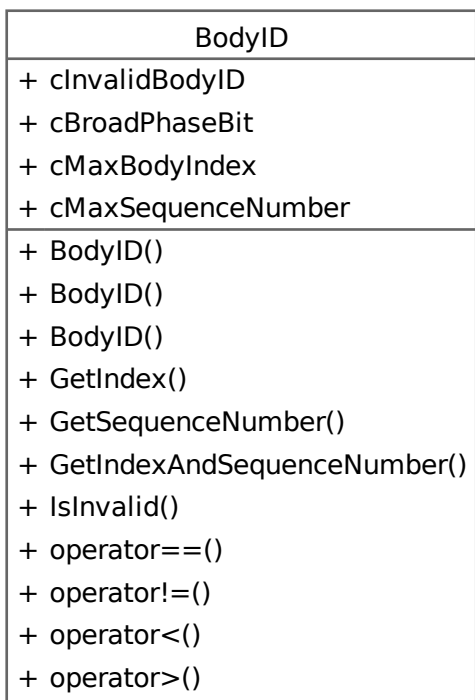 BodyID
+ cInvalidBodyID
+ cBroadPhaseBit
+ cMaxBodyIndex
+ cMaxSequenceNumber
+ BodyID()
+ BodyID()
+ BodyID()
+ GetIndex()
+ GetSequenceNumber()
+ GetIndexAndSequenceNumber()
+ IsInvalid()
+ operator==()
+ operator!=()
+ operator<()
+ operator>()